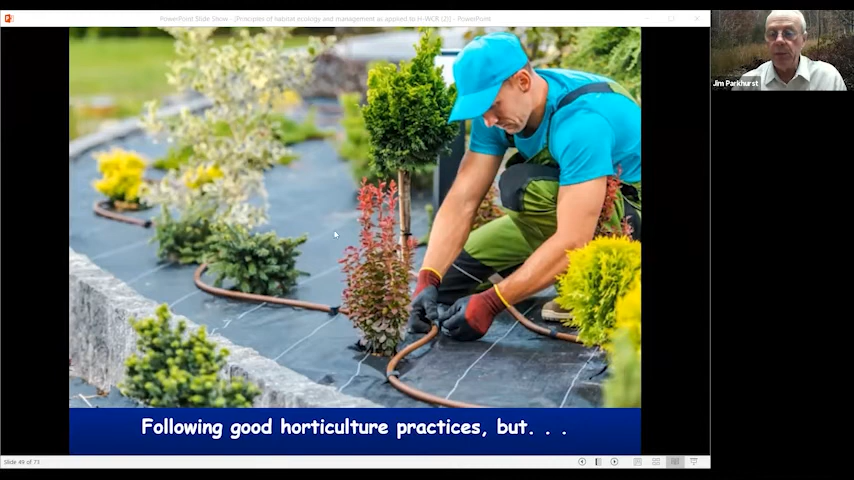 PowerPoint Slide Show - [Principles of habitat ecology and management as applied to H-WCR (2)] - PowerPoint
Jim Parkhurst
Following good horticulture practices, but. . .
Slide 49 of 73